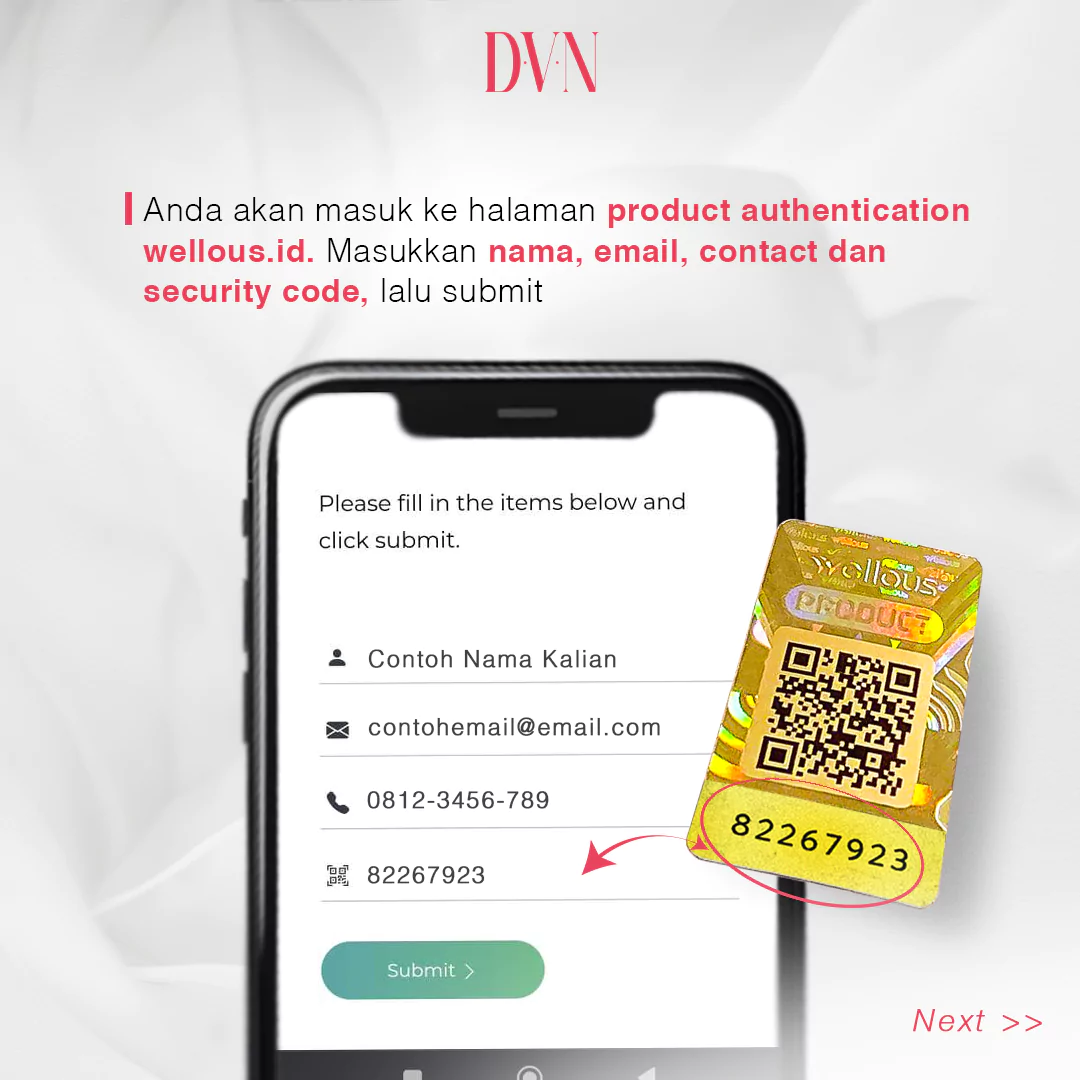 D·V·N
Anda akan masuk ke halaman product authentication
wellous.id. Masukkan nama, email, contact dan
security code, lalu submit
Please fill in the items below and
click submit.
Contoh Nama Kalian
contohemail@email.com
0812-3456-789
82267923
Submit >
wellous
PRODUCT
82267923
Next >>